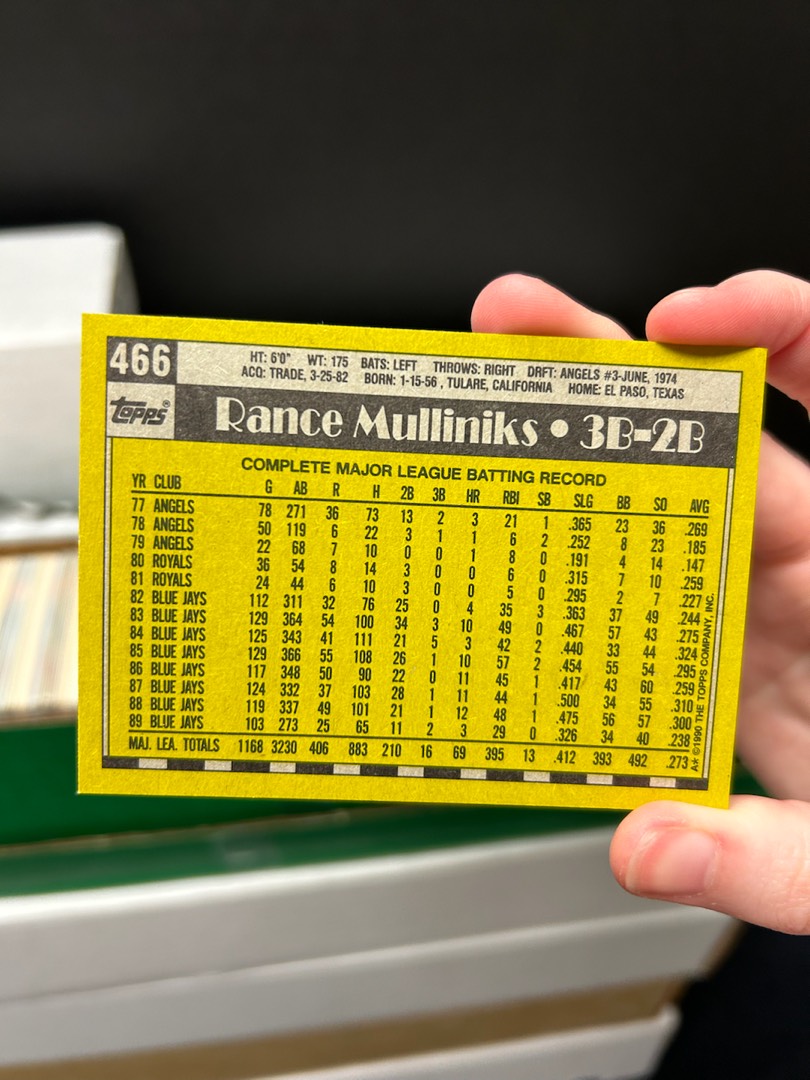 466
HT: 6'0" WT: 175 BATS: LEFT THROWS: RIGHT DRFT: ANGELS #3-JUNE, 1974
ACQ: TRADE, 3-25-82 BORN: 1-15-56 , TULARE, CALIFORNIA HOME: EL PASO, TEXAS
TOPPS®
Rance Mulliniks • 3B-2B
COMPLETE MAJOR LEAGUE BATTING RECORD
YR CLUB G AB R H 2B 3B HR RBI SB SLG BB SO AVG
77 ANGELS 78 271 36 73 13 2 3 21 1 .365 23 36 .269
78 ANGELS 50 119 6 22 3 1 1 6 2 .252 8 23 .185
79 ANGELS 22 68 7 10 0 0 1 8 0 .191 4 14 .147
80 ROYALS 36 54 8 14 3 0 0 6 0 .315 7 10 .259
81 ROYALS 24 44 6 10 3 0 0 5 0 .295 2 7 .227
82 BLUE JAYS 112 311 32 76 25 0 4 35 3 .363 37 49 .244
83 BLUE JAYS 129 364 54 100 34 3 10 49 0 .467 57 43 .275
84 BLUE JAYS 125 343 41 111 21 5 3 42 2 .440 33 44 .324
85 BLUE JAYS 129 366 55 108 26 1 10 57 2 .454 55 54 .295
86 BLUE JAYS 117 348 50 90 22 0 11 45 1 .417 43 60 .259
87 BLUE JAYS 124 332 37 103 28 1 11 44 1 .500 34 55 .310
88 BLUE JAYS 119 337 49 101 21 1 12 48 1 .475 56 57 .300
89 BLUE JAYS 103 273 25 65 11 2 3 29 0 .326 34 40 .238
MAJ. LEA. TOTALS 1168 3230 406 883 210 16 69 395 13 .412 393 492 .273
A* ©1990 THE TOPPS COMPANY, INC.